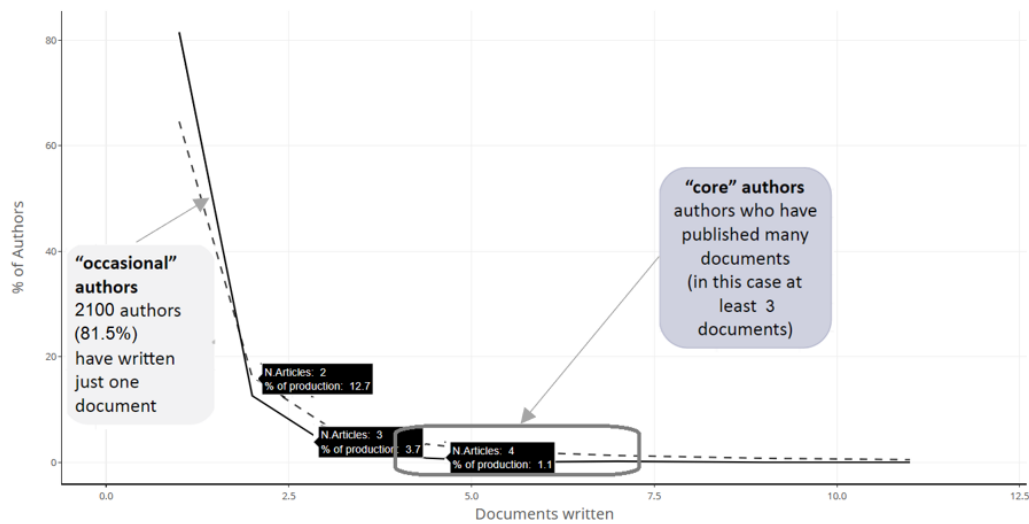 80
60
40
20
0
% of Authors
“occasional”
authors
2100 authors
(81.5%)
have written
just one
document
“core” authors
authors who have
published many
documents
(in this case at
least 3
documents)
N.Articles: 2
% of production: 12.7
N.Articles: 3
% of production: 3.7
N.Articles: 4
% of production: 1.1
0.0
2.5
5.0
7.5
10.0
12.5
Documents written